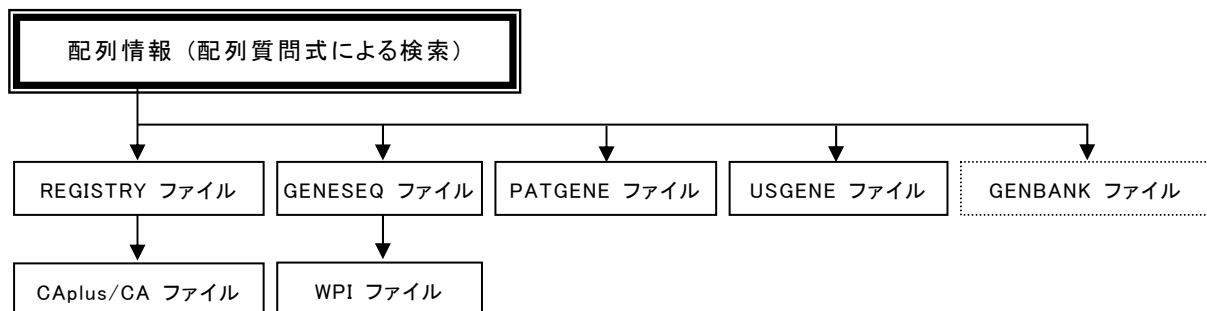 配列情報（配列質問式による検索）
REGISTRY ファイル
GENESEQ ファイル
PATGENE ファイル
USGENE ファイル
GENBANK ファイル
CAplus/CA ファイル
WPI ファイル